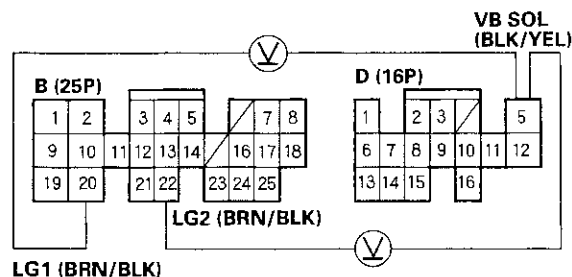 VB SOL
(BLK/YEL)
V
B (25P)
D (16P)
1 2 3 4 5 7 8
1 2 3 5
9 10 11 12 13 14 16 17 18
6 7 8 9 10 11 12
19 20 21 22 23 24 25
13 14 15 16
LG2 (BRN/BLK)
V
LG1 (BRN/BLK)